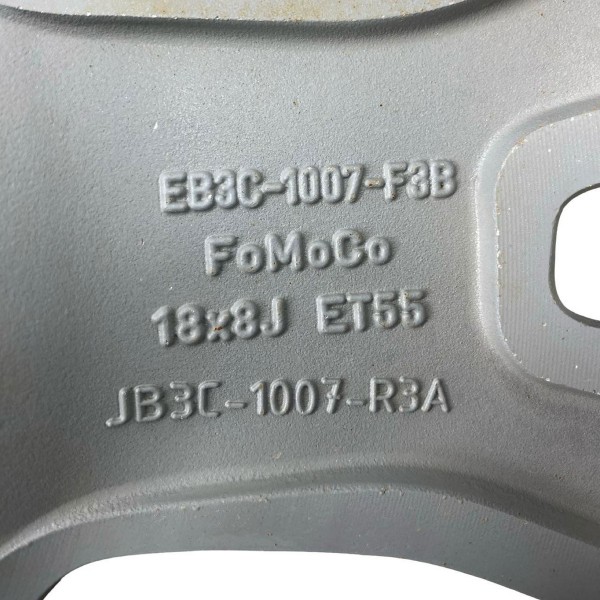 EB3C-1007-F3B
FoMoCo
18x8J ET55
JB3C-1007-R3A